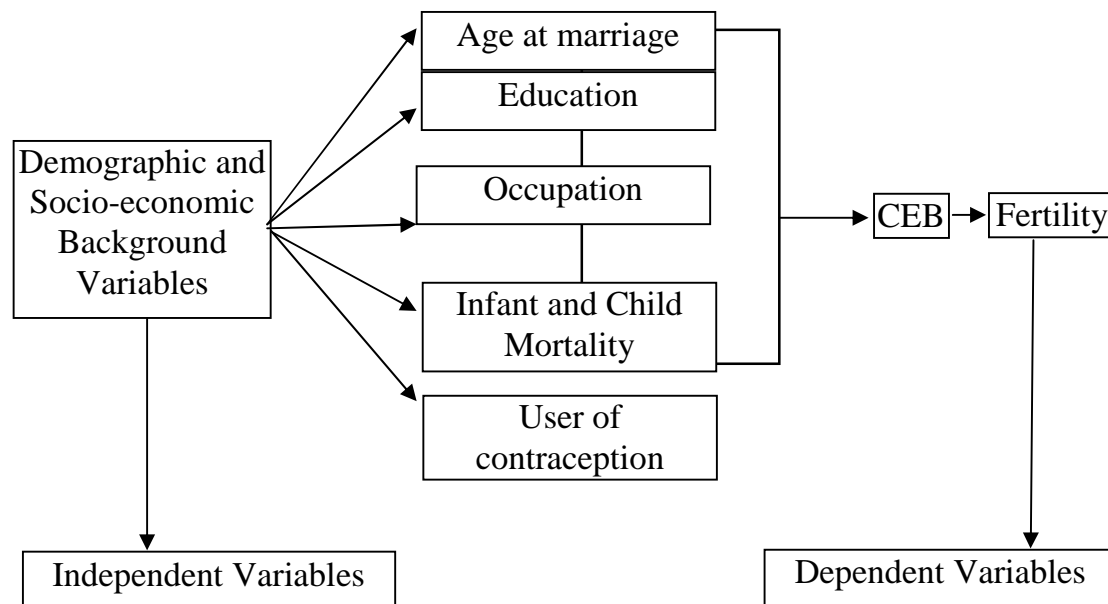 Demographic and
Socio-economic
Background
Variables
Age at marriage
Education
Occupation
Infant and Child
Mortality
User of
contraception
CEB
Fertility
Independent Variables
Dependent Variables